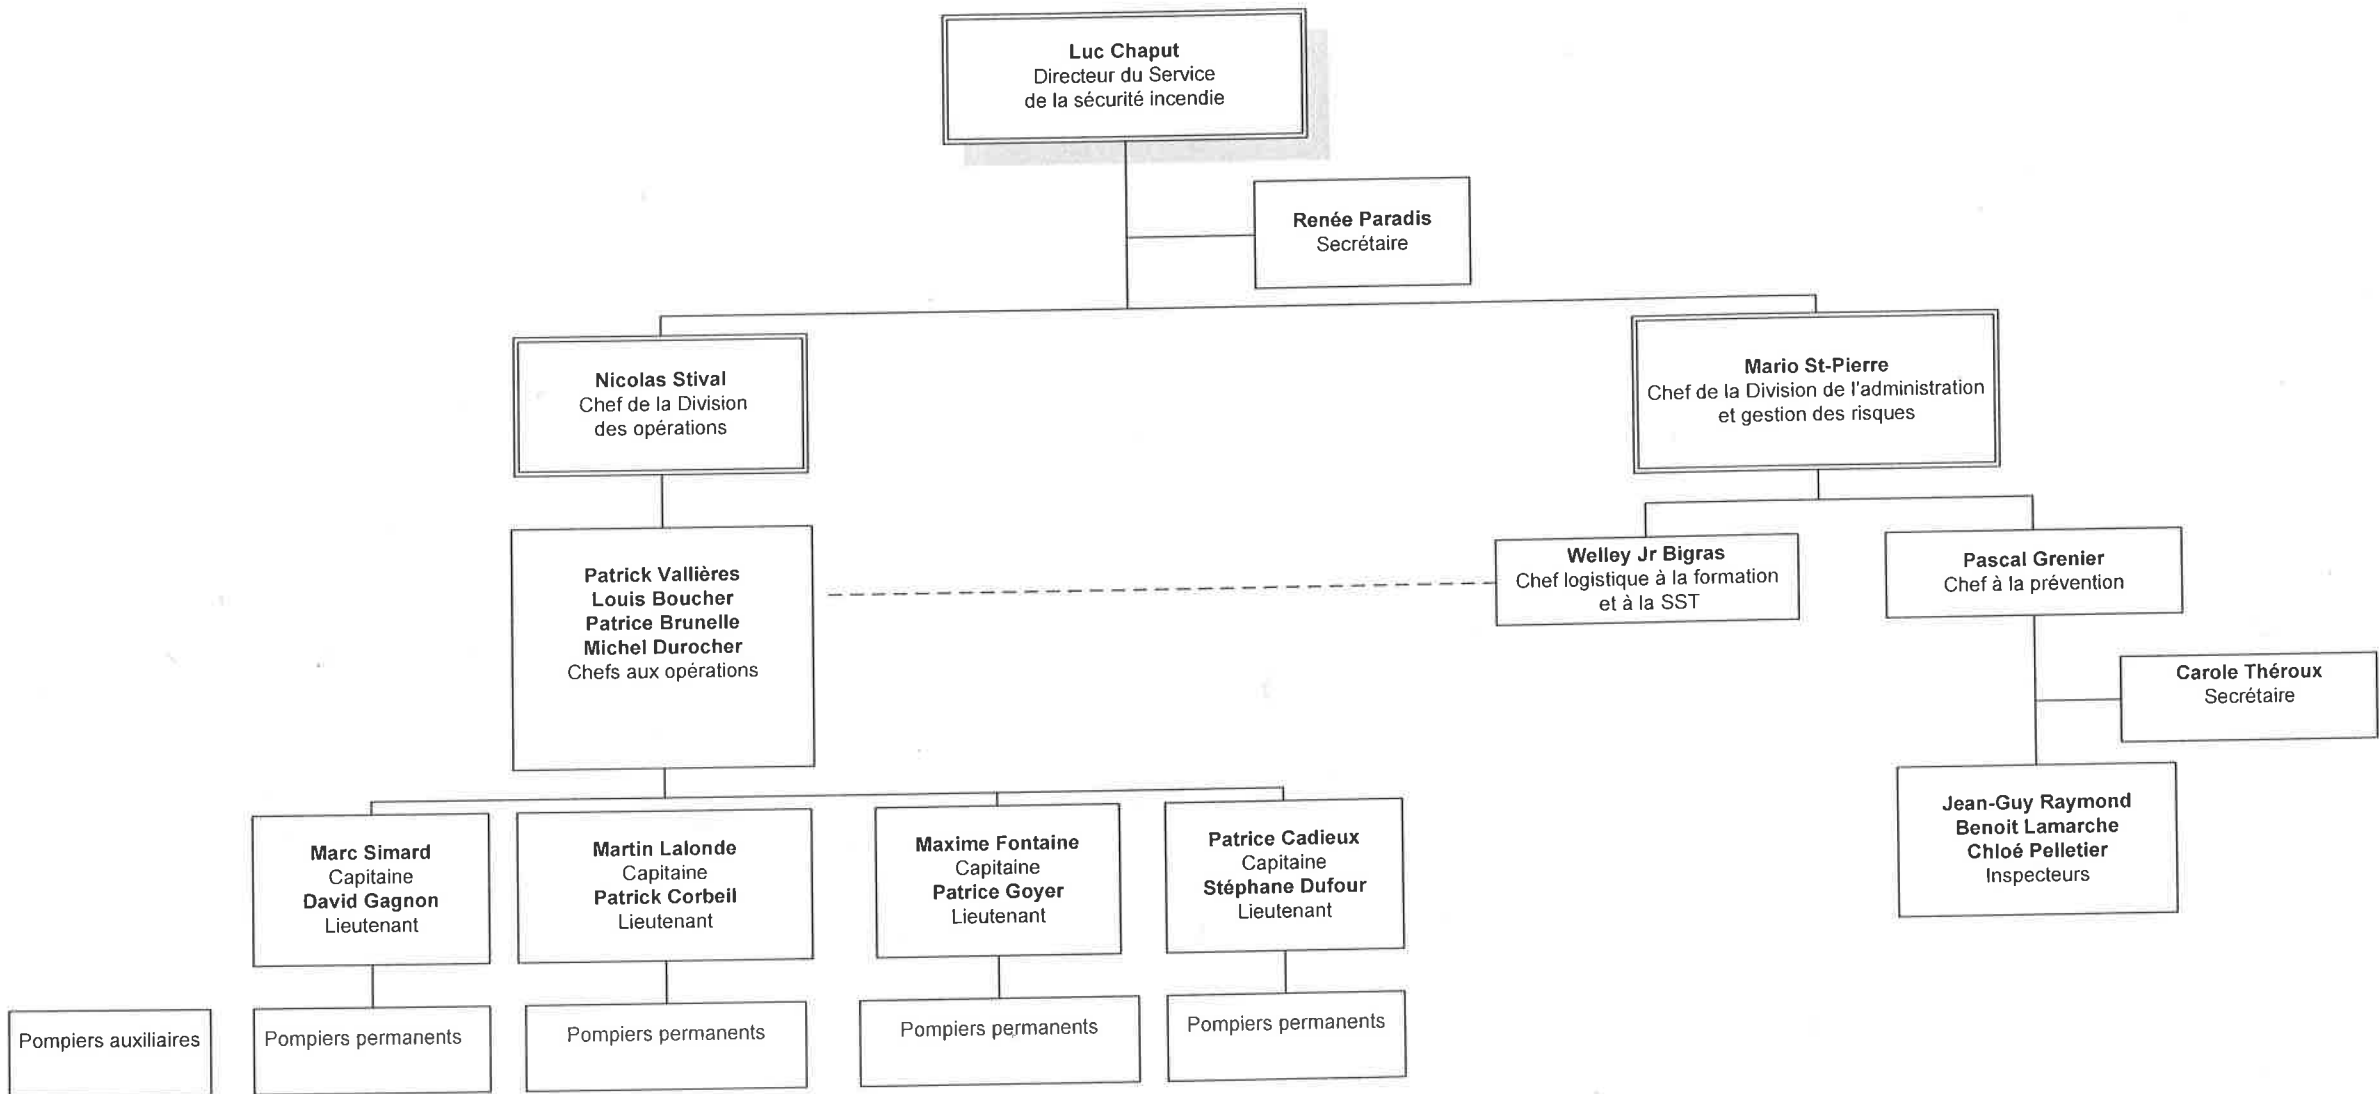 Luc Chaput
Directeur du Service
de la sécurité incendie
Renée Paradis
Secrétaire
Nicolas Stival
Chef de la Division
des opérations
Mario St-Pierre
Chef de la Division de l'administration
et gestion des risques
Patrick Vallières
Louis Boucher
Patrice Brunelle
Michel Durocher
Chefs aux opérations
Welley Jr Bigras
Chef logistique à la formation
et à la SST
Pascal Grenier
Chef à la prévention
Carole Théroux
Secrétaire
Jean-Guy Raymond
Benoit Lamarche
Chloé Pelletier
Inspecteurs
Marc Simard
Capitaine
David Gagnon
Lieutenant
Martin Lalonde
Capitaine
Patrick Corbeil
Lieutenant
Maxime Fontaine
Capitaine
Patrice Goyer
Lieutenant
Patrice Cadieux
Capitaine
Stéphane Dufour
Lieutenant
Pompiers auxiliaires
Pompiers permanents
Pompiers permanents
Pompiers permanents
Pompiers permanents